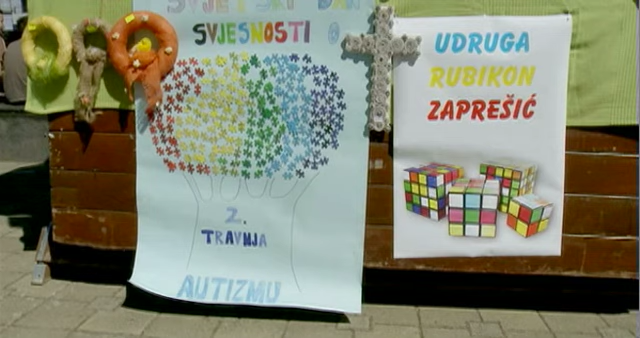 SVJETSKI DAN
SVJESNOSTI O
2.
TRAVNJA
AUTIZMU
UDRUGA
RUBIKON
ZAPREŠIĆ